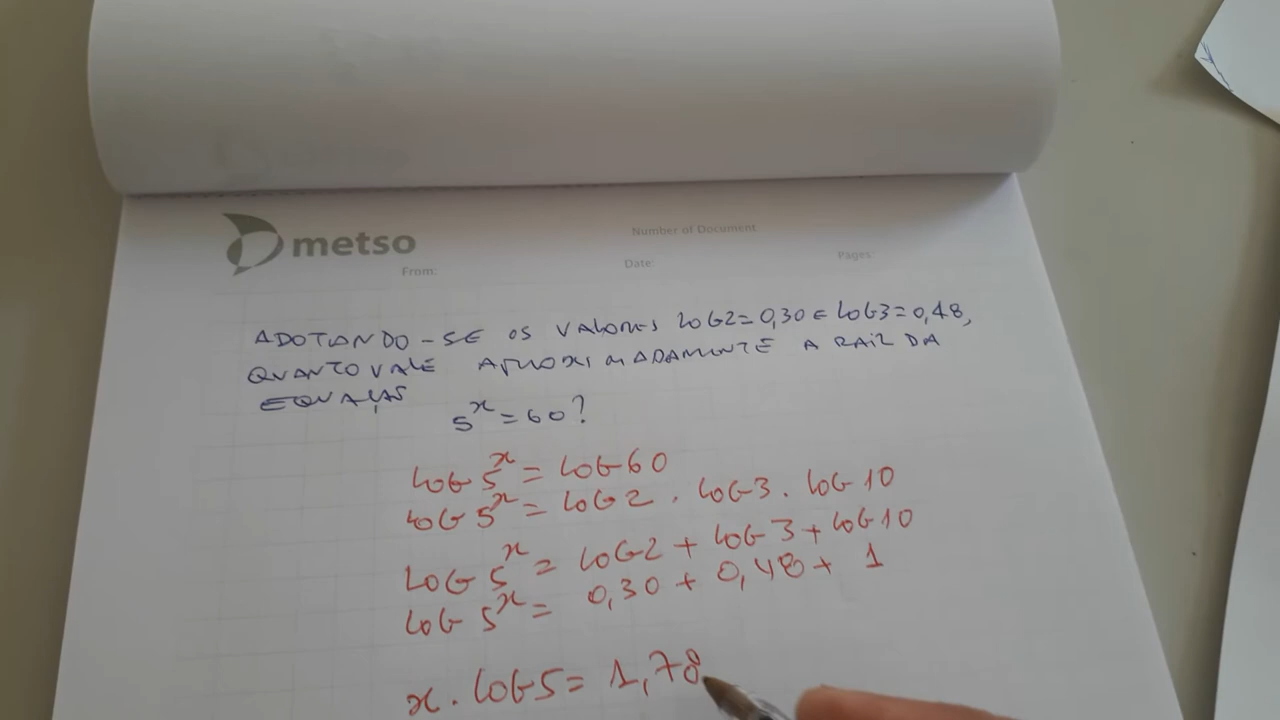 metso
Number of Document
From:
Date:
Pages:
ADOTANDO-SE OS VALORES LOG2=0,30 E LOG3=0,48,
QUANTO VALE APROXIMADAMENTE A RAIZ DA
EQUAÇÃO
5^x=60?
LOG 5^x = LOG 60
LOG 5^x = LOG 2 . LOG 3 . LOG 10
LOG 5^x = LOG 2 + LOG 3 + LOG 10
LOG 5^x = 0,30 + 0,48 + 1
x . LOG 5 = 1,78